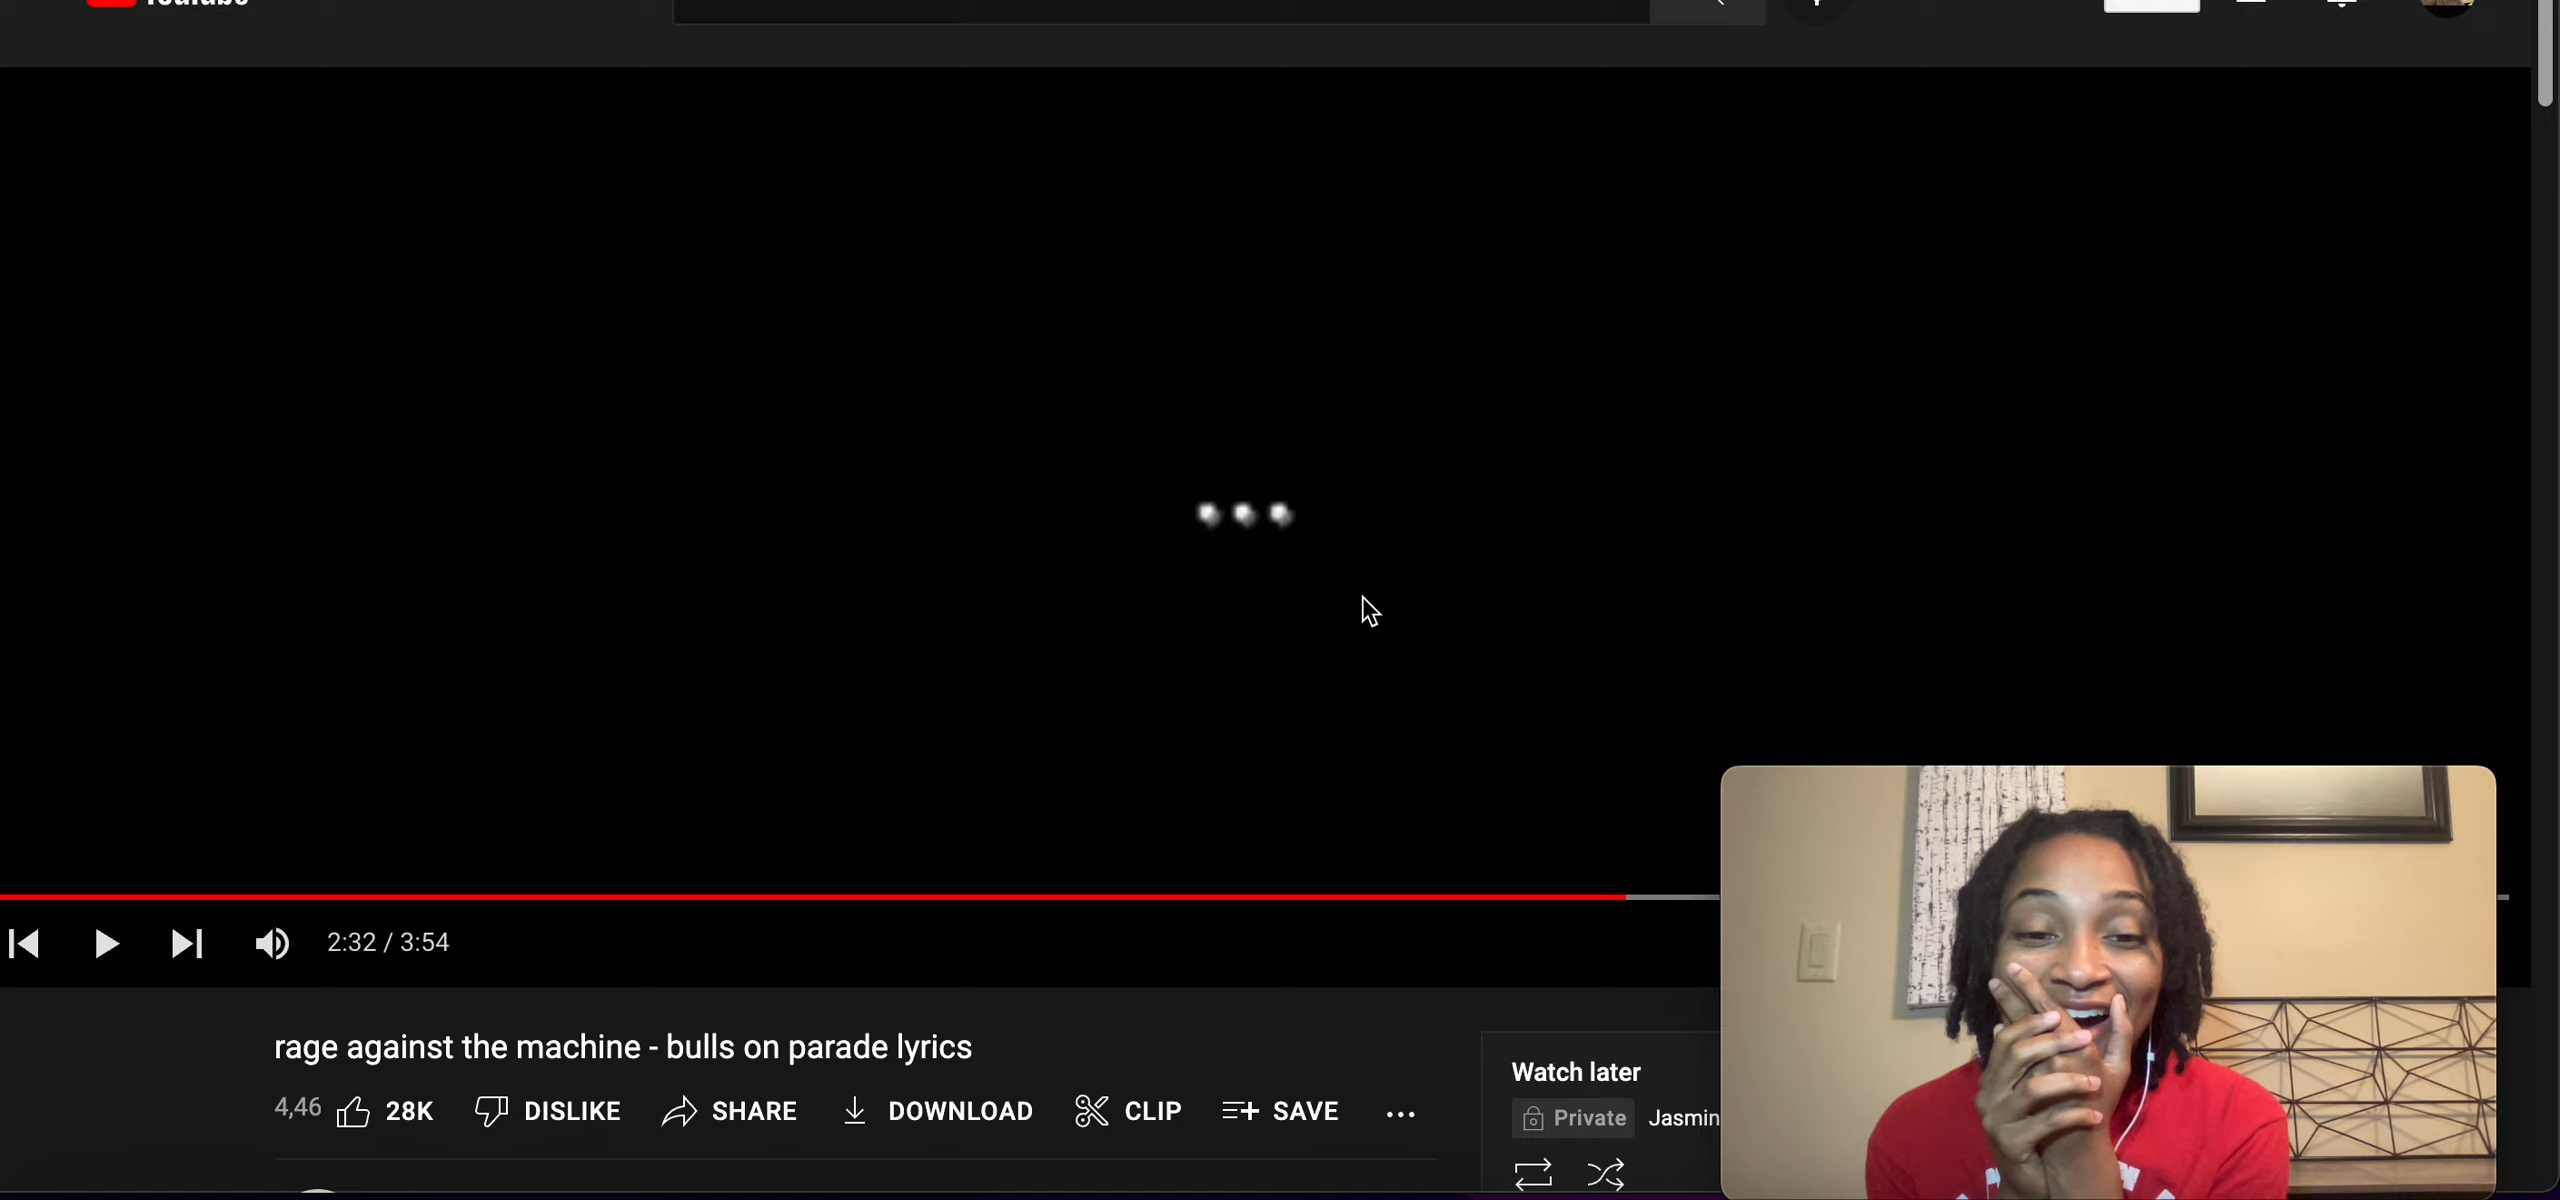 YouTube
...
2:32 / 3:54
rage against the machine - bulls on parade lyrics
4,46 28K DISLIKE SHARE DOWNLOAD CLIP SAVE ...
Watch later
Private Jasmin